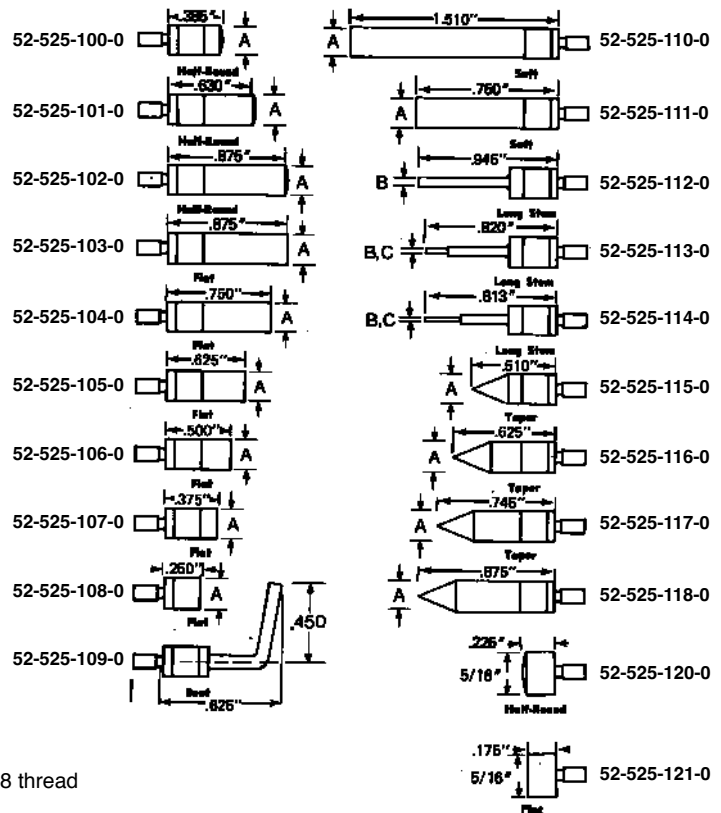 52-525-100-0
A
Half-Round
.630"
52-525-101-0
A
Half-Round
.875"
52-525-102-0
A
Half-Round
.875"
52-525-103-0
A
Flat
.750"
52-525-104-0
A
Flat
.625"
52-525-105-0
A
Flat
.500"
52-525-106-0
A
Flat
.375"
52-525-107-0
A
Flat
.250"
52-525-108-0
A
Flat
.450
52-525-109-0
Bent
.625"
8 thread
1.510"
A
52-525-110-0
Soft
A
52-525-111-0
Soft
.945"
B
52-525-112-0
Long Stem
.820"
B,C
52-525-113-0
Long Stem
.813"
B,C
52-525-114-0
Long Stem
.510"
A
52-525-115-0
Taper
.625"
A
52-525-116-0
Taper
.745"
A
52-525-117-0
Taper
.875"
A
52-525-118-0
5/16"
52-525-120-0
Half-Round
.175"
5/16"
52-525-121-0
Flat